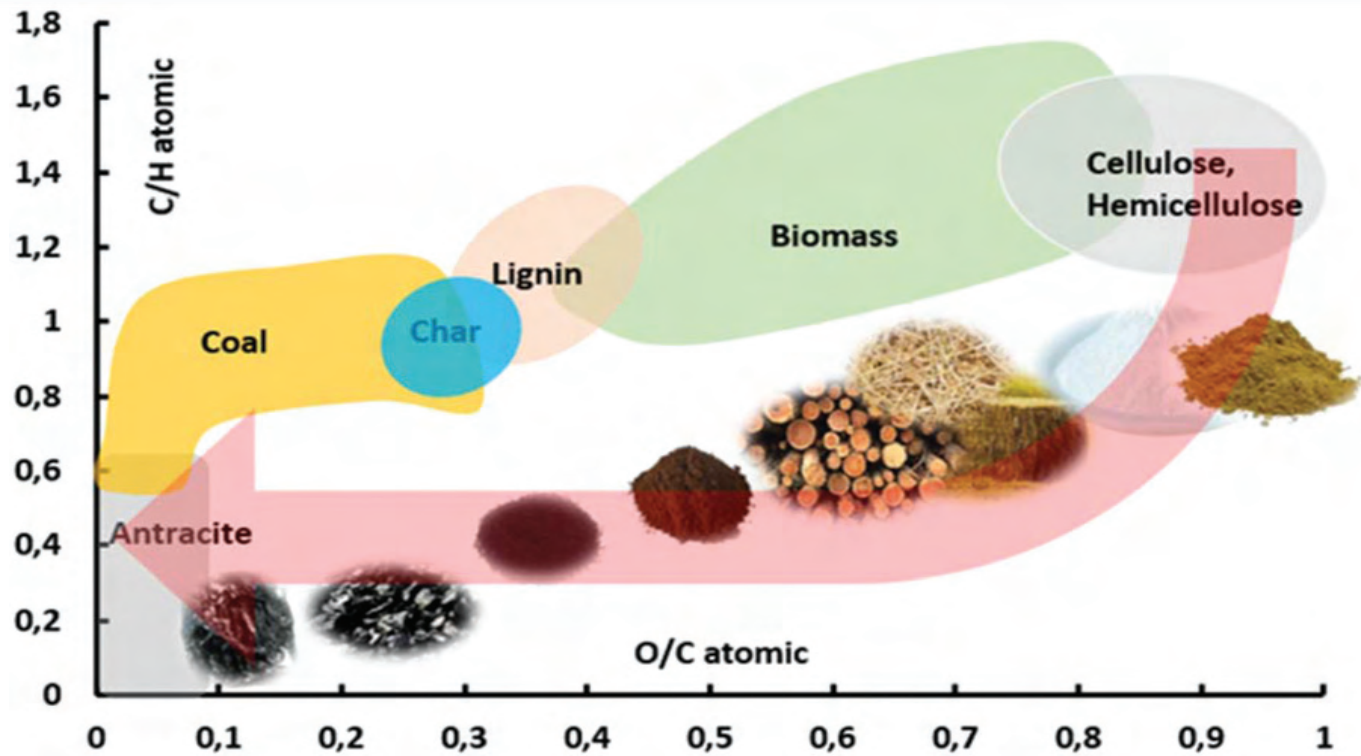 1,8
1,6
1,4
1,2
1
0,8
0,6
0,4
0,2
0
C/H atomic
Cellulose,
Hemicellulose
Biomass
Lignin
Char
Coal
Antracite
O/C atomic
0 0,1 0,2 0,3 0,4 0,5 0,6 0,7 0,8 0,9 1